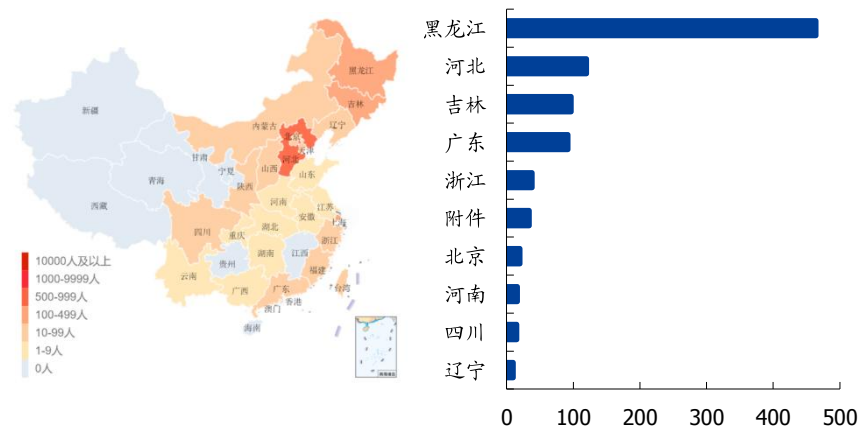 黑龙江
吉林
辽宁
内蒙古
北京
天津
河北
山西
山东
新疆
甘肃
宁夏
青海
陕西
西藏
河南
江苏
安徽
上海
四川
重庆
湖北
浙江
湖南
江西
贵州
福建
云南
广西
广东
台湾
香港
澳门
海南
10000人及以上
1000-9999人
500-999人
100-499人
10-99人
1-9人
0人
黑龙江
河北
吉林
广东
浙江
附件
北京
河南
四川
辽宁
0 100 200 300 400 500